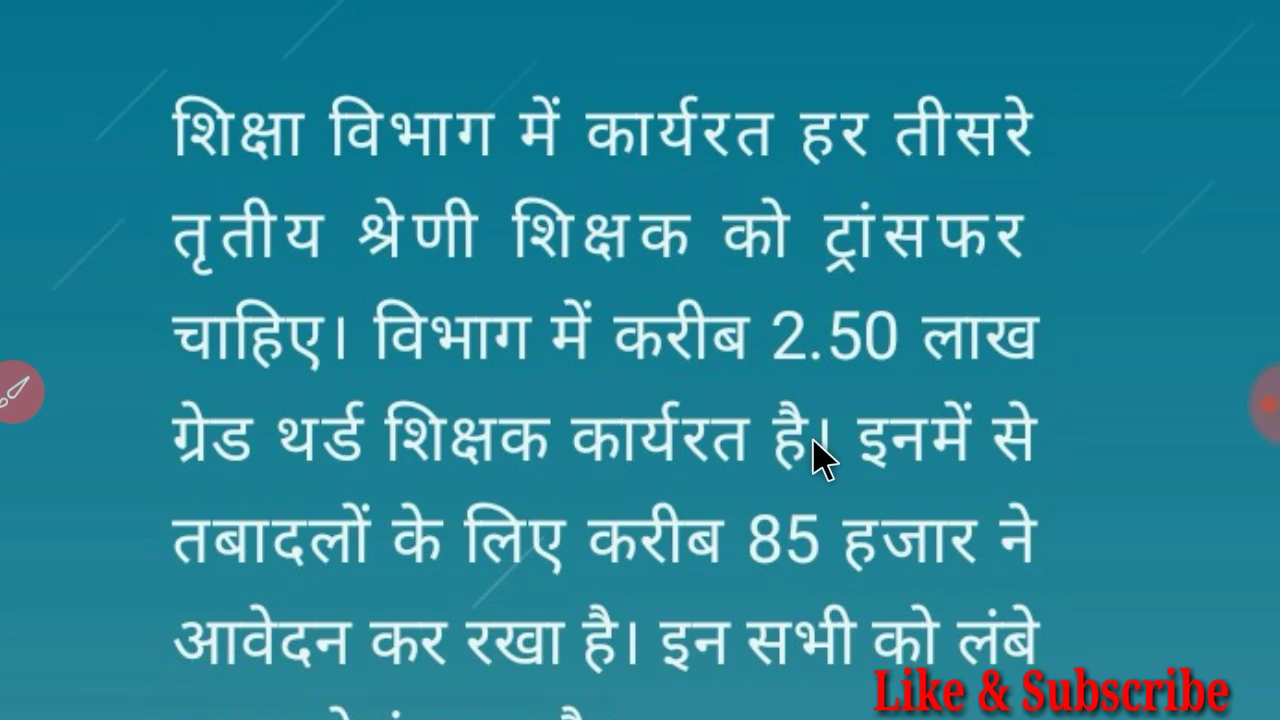 शिक्षा विभाग में कार्यरत हर तीसरे
तृतीय श्रेणी शिक्षक को ट्रांसफर
चाहिए। विभाग में करीब 2.50 लाख
ग्रेड थर्ड शिक्षक कार्यरत है। इनमें से
तबादलों के लिए करीब 85 हजार ने
आवेदन कर रखा है। इन सभी को लंबे
Like & Subscribe